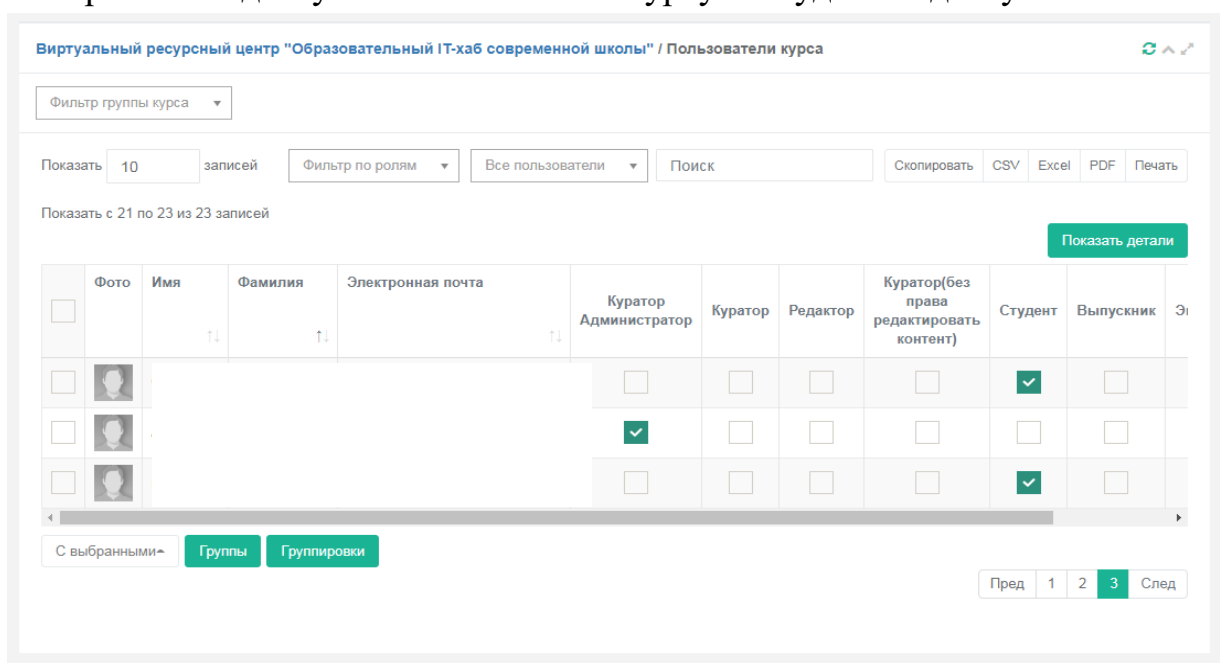 Виртуальный ресурсный центр "Образовательный IT-хаб современной школы" / Пользователи курса
Фильтр группы курса
Показать 10 записей Фильтр по ролям Все пользователи Поиск Скопировать CSV Excel PDF Печать
Показать с 21 по 23 из 23 записей
Показать детали
Фото Имя Фамилия Электронная почта Куратор Администратор Куратор Редактор Куратор(без права редактировать контент) Студент Выпускник
С выбранными Группы Группировки
Пред 1 2 3 След